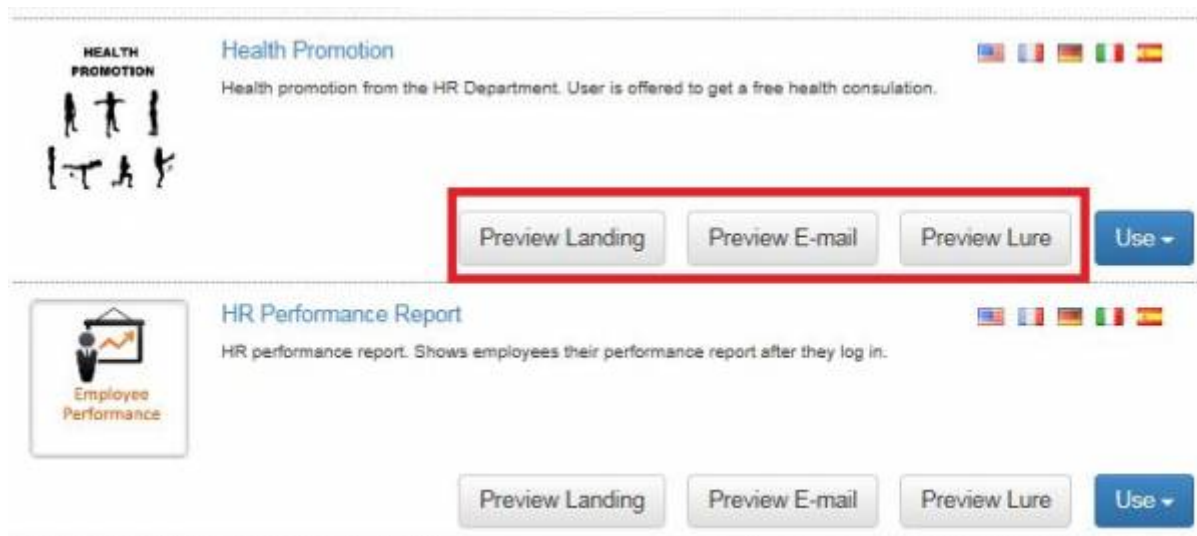 HEALTH
PROMOTION
Health Promotion
Health promotion from the HR Department. User is offered to get a free health consulation.
Preview Landing
Preview E-mail
Preview Lure
Use
Employee
Performance
HR Performance Report
HR performance report. Shows employees their performance report after they log in.
Preview Landing
Preview E-mail
Preview Lure
Use